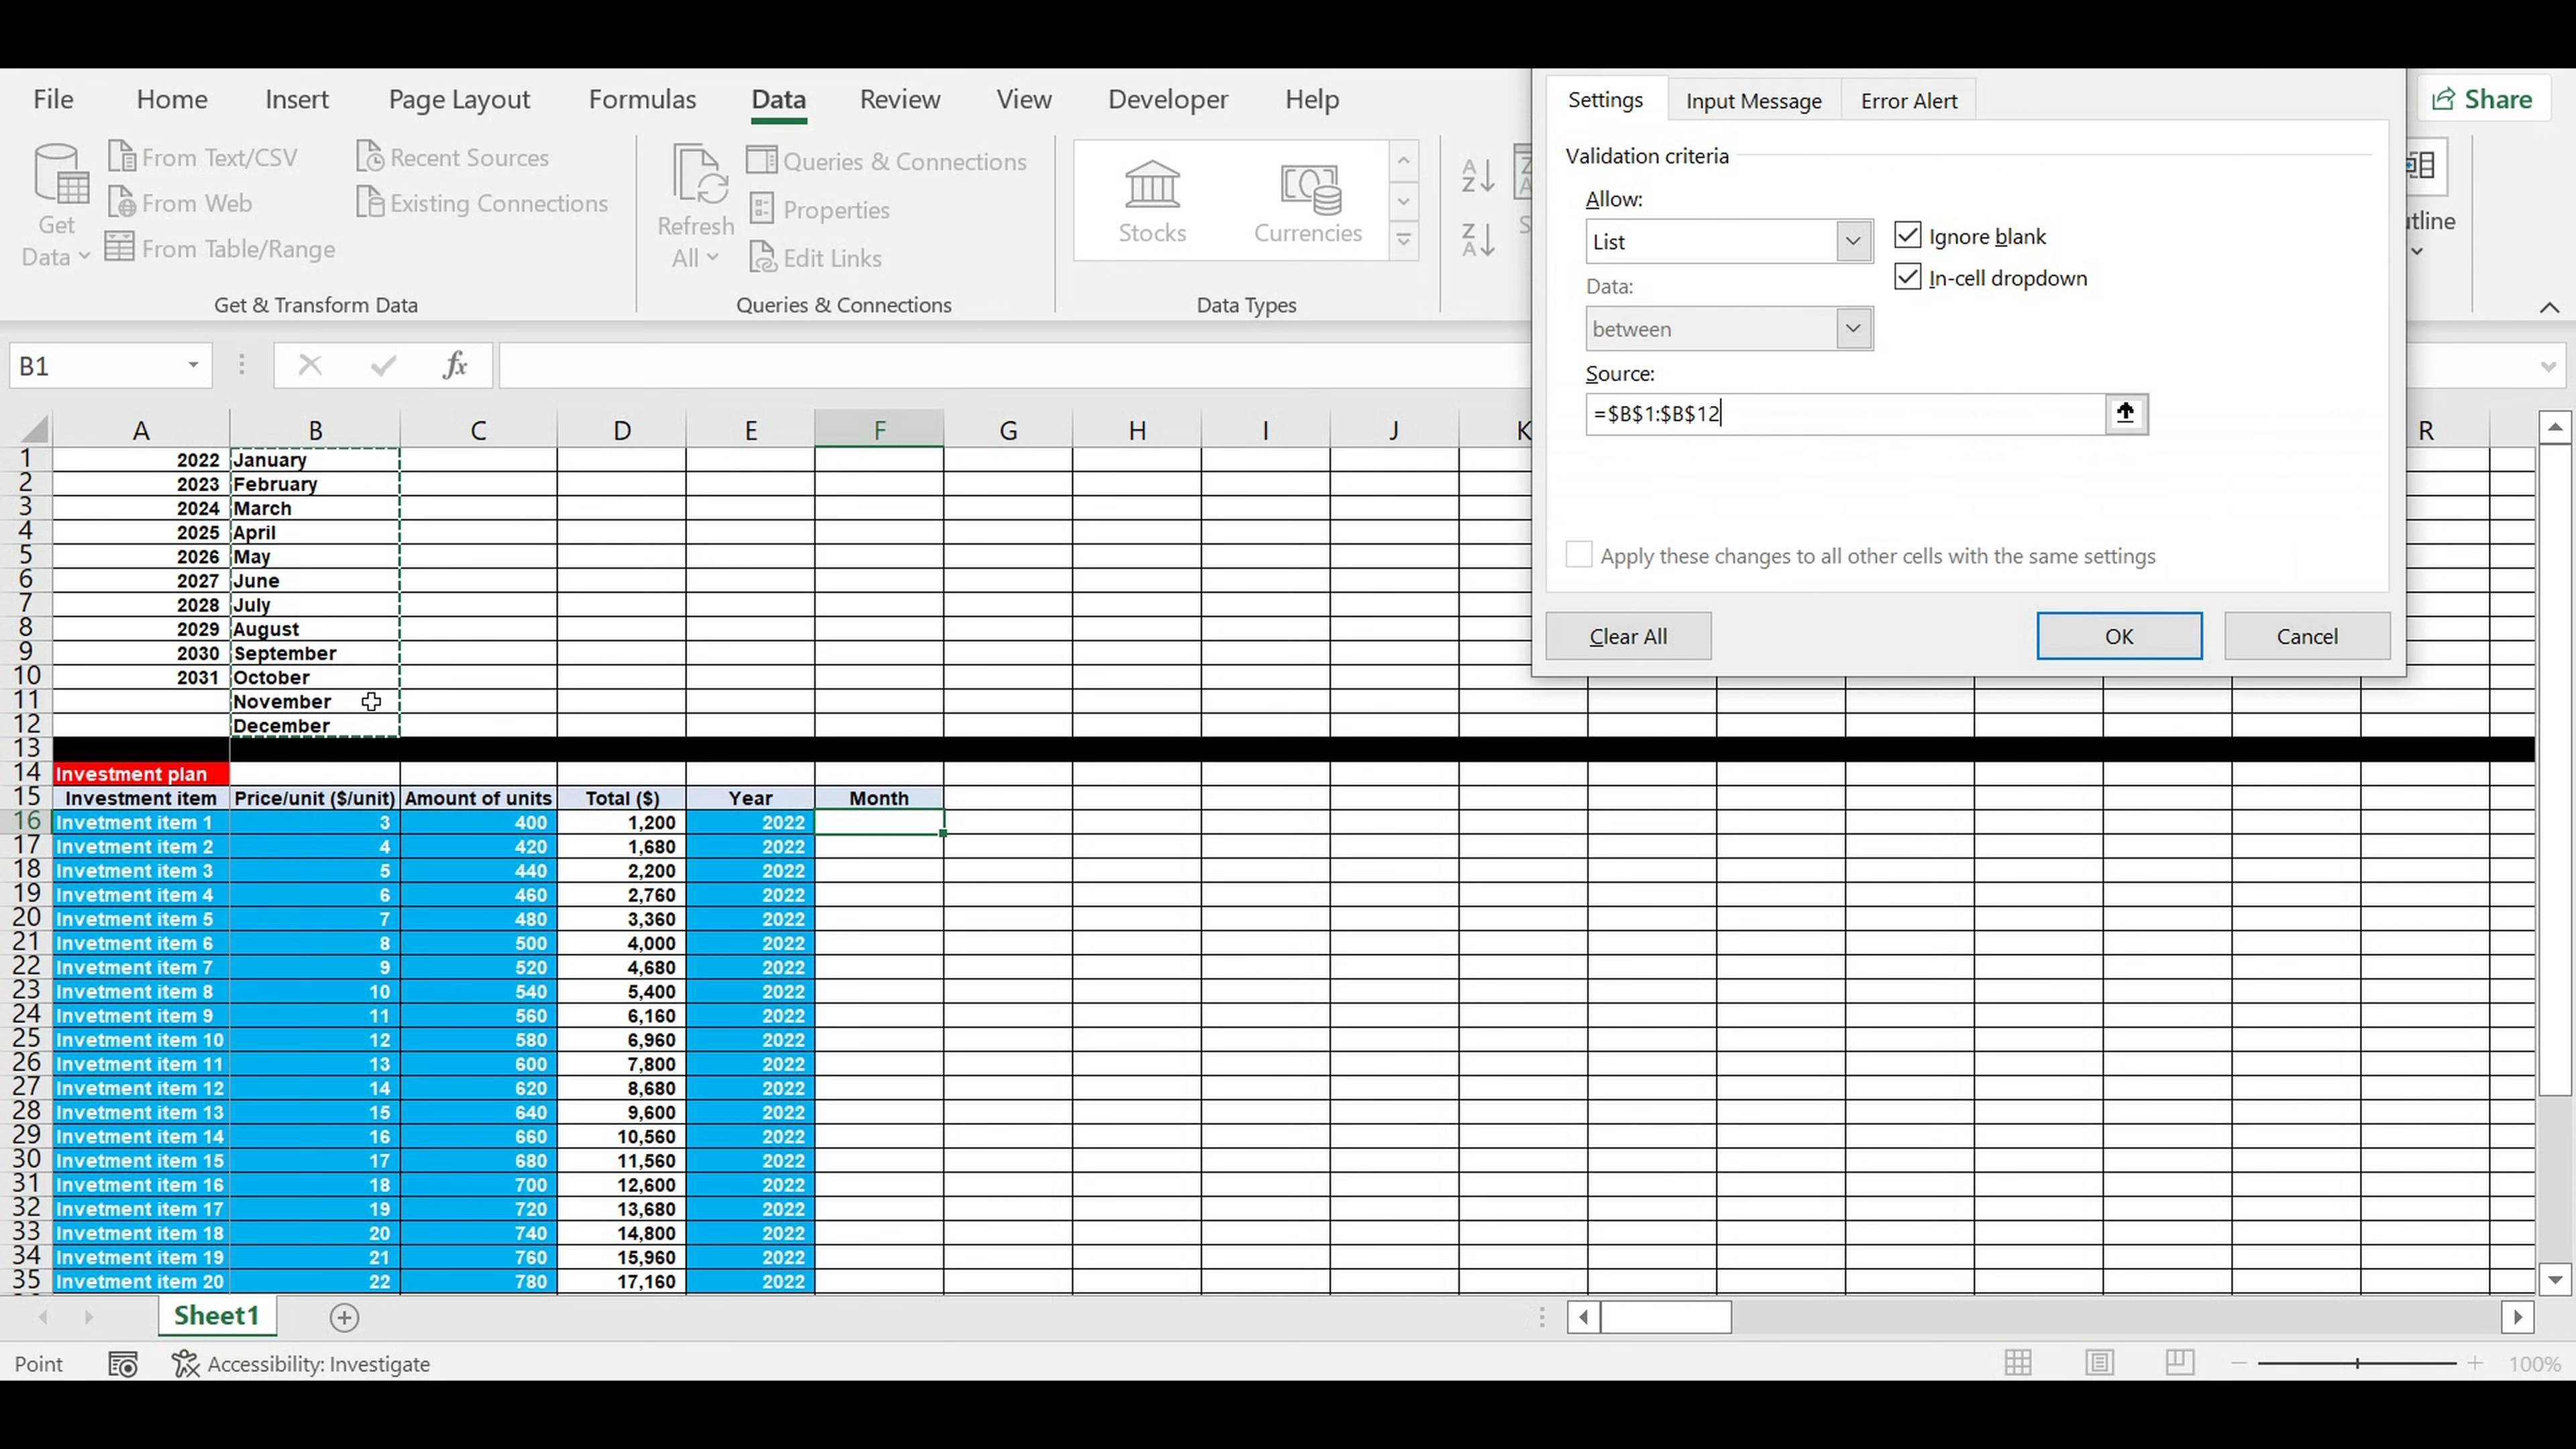 File Home Insert Page Layout Formulas Data Review View Developer Help
Share
Get Data
From Text/CSV
From Web
From Table/Range
Recent Sources
Existing Connections
Get & Transform Data
Refresh All
Queries & Connections
Properties
Edit Links
Queries & Connections
Stocks
Currencies
Data Types
Settings Input Message Error Alert
Validation criteria
Allow:
List
Ignore blank
In-cell dropdown
Data:
between
Source:
=$B$1:$B$12
Apply these changes to all other cells with the same settings
Clear All OK Cancel
B1
fx
A B C D E F G H I J K R
1 2022 January
2 2023 February
3 2024 March
4 2025 April
5 2026 May
6 2027 June
7 2028 July
8 2029 August
9 2030 September
10 2031 October
11 November
12 December
13
14 Investment plan
15 Investment item Price/unit ($/unit) Amount of units Total ($) Year Month
16 Invetment item 1 3 400 1,200 2022
17 Invetment item 2 4 420 1,680 2022
18 Invetment item 3 5 440 2,200 2022
19 Invetment item 4 6 460 2,760 2022
20 Invetment item 5 7 480 3,360 2022
21 Invetment item 6 8 500 4,000 2022
22 Invetment item 7 9 520 4,680 2022
23 Invetment item 8 10 540 5,400 2022
24 Invetment item 9 11 560 6,160 2022
25 Invetment item 10 12 580 6,960 2022
26 Invetment item 11 13 600 7,800 2022
27 Invetment item 12 14 620 8,680 2022
28 Invetment item 13 15 640 9,600 2022
29 Invetment item 14 16 660 10,560 2022
30 Invetment item 15 17 680 11,560 2022
31 Invetment item 16 18 700 12,600 2022
32 Invetment item 17 19 720 13,680 2022
33 Invetment item 18 20 740 14,800 2022
34 Invetment item 19 21 760 15,960 2022
35 Invetment item 20 22 780 17,160 2022
Sheet1
Point
Accessibility: Investigate
100%